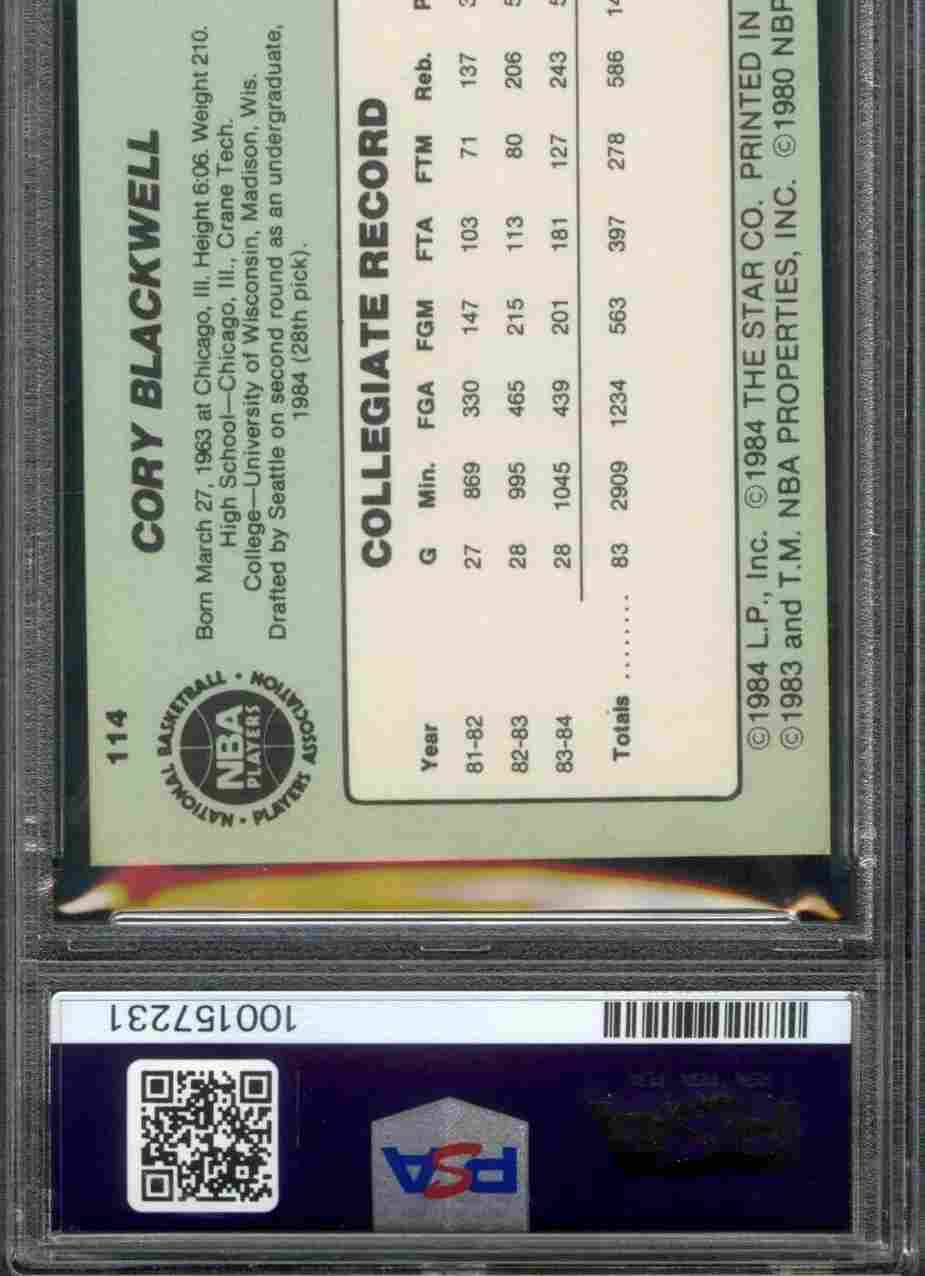 114
CORY BLACKWELL
NATIONAL BASKETBALL • PLAYERS ASSOCIATION •
NBA
PLAYERS
Born March 27, 1963 at Chicago, Ill. Height 6:06. Weight 210.
High School—Chicago, Ill., Crane Tech.
College—University of Wisconsin, Madison, Wis.
Drafted by Seattle on second round as an undergraduate,
1984 (28th pick).
COLLEGIATE RECORD
Year G Min. FGA FGM FTA FTM Reb. P
81-82 27 869 330 147 103 71 137 3
82-83 28 995 465 215 113 80 206 5
83-84 28 1045 439 201 181 127 243 5
Totals ........ 83 2909 1234 563 397 278 586 14
©1984 L.P., Inc. ©1984 THE STAR CO. PRINTED IN
©1983 and T.M. NBA PROPERTIES, INC. ©1980 NBP
100157231
PSA